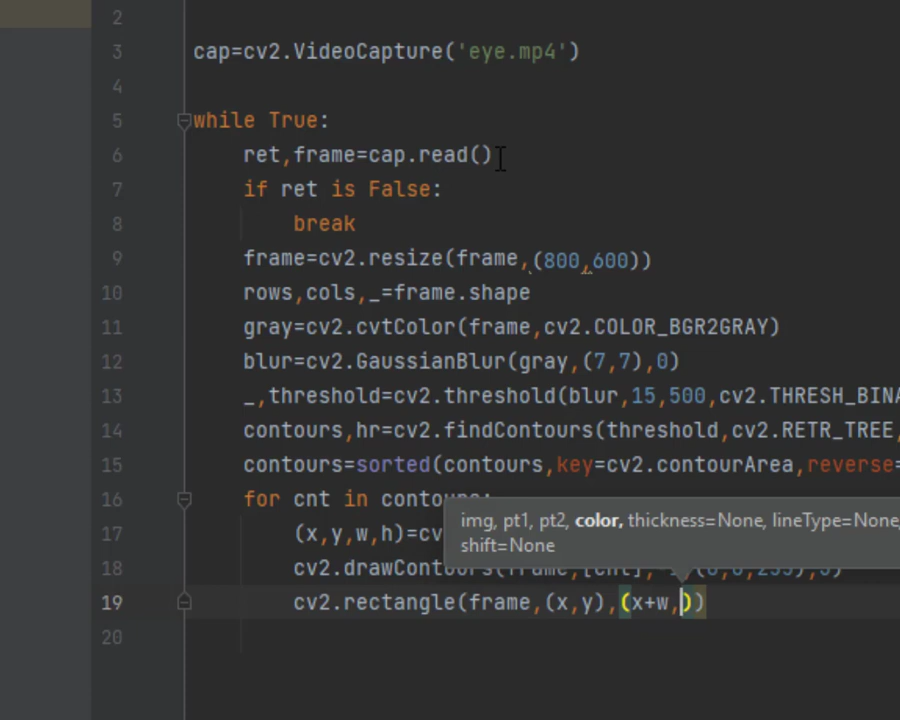 2
3 cap=cv2.VideoCapture('eye.mp4')
4
5 while True:
6 ret,frame=cap.read()
7 if ret is False:
8 break
9 frame=cv2.resize(frame,(800,600))
10 rows,cols,_=frame.shape
11 gray=cv2.cvtColor(frame,cv2.COLOR_BGR2GRAY)
12 blur=cv2.GaussianBlur(gray,(7,7),0)
13 _,threshold=cv2.threshold(blur,15,500,cv2.THRESH_BINA
14 contours,hr=cv2.findContours(threshold,cv2.RETR_TREE,
15 contours=sorted(contours,key=cv2.contourArea,reverse=
16 for cnt in contours:
img, pt1, pt2, color, thickness=None, lineType=None,
shift=None
17 (x,y,w,h)=cv
18 cv2.drawContours(frame,[cnt],
19 cv2.rectangle(frame,(x,y),(x+w,))
20